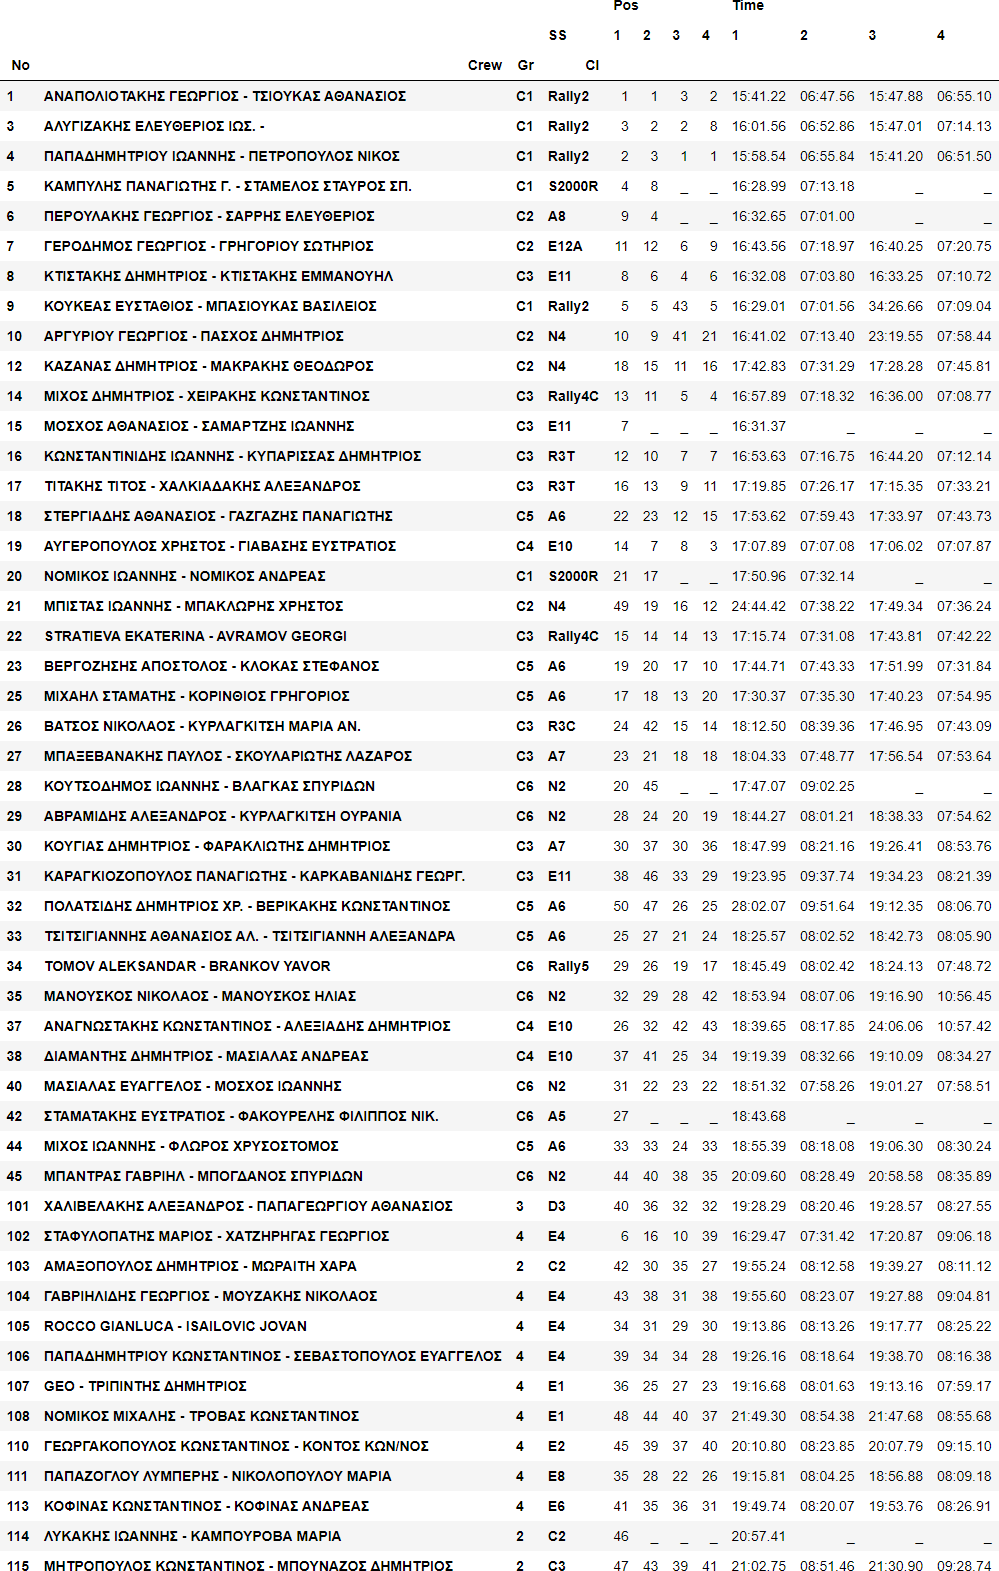 Pos Time
SS 1 2 3 4 1 2 3 4
No Crew Gr Cl
1 ΑΝΑΠΟΛΙΟΤΑΚΗΣ ΓΕΩΡΓΙΟΣ - ΤΣΙΟΥΚΑΣ ΑΘΑΝΑΣΙΟΣ C1 Rally2 1 1 3 2 15:41.22 06:47.56 15:47.88 06:55.10
3 ΑΛΥΓΙΖΑΚΗΣ ΕΛΕΥΘΕΡΙΟΣ ΙΩΣ. - C1 Rally2 3 2 2 8 16:01.56 06:52.86 15:47.01 07:14.13
4 ΠΑΠΑΔΗΜΗΤΡΙΟΥ ΙΩΑΝΝΗΣ - ΠΕΤΡΟΠΟΥΛΟΣ ΝΙΚΟΣ C1 Rally2 2 3 1 1 15:58.54 06:55.84 15:41.20 06:51.50
5 ΚΑΜΠΥΛΗΣ ΠΑΝΑΓΙΩΤΗΣ Γ. - ΣΤΑΜΕΛΟΣ ΣΤΑΥΡΟΣ ΣΠ. C1 S2000R 4 8 _ _ 16:28.99 07:13.18 _ _
6 ΠΕΡΟΥΛΑΚΗΣ ΓΕΩΡΓΙΟΣ - ΣΑΡΡΗΣ ΕΛΕΥΘΕΡΙΟΣ C2 A8 9 4 _ _ 16:32.65 07:01.00 _ _
7 ΓΕΡΟΔΗΜΟΣ ΓΕΩΡΓΙΟΣ - ΓΡΗΓΟΡΙΟΥ ΣΩΤΗΡΙΟΣ C2 E12A 11 12 6 9 16:43.56 07:18.97 16:40.25 07:20.75
8 ΚΤΙΣΤΑΚΗΣ ΔΗΜΗΤΡΙΟΣ - ΚΤΙΣΤΑΚΗΣ ΕΜΜΑΝΟΥΗΛ C3 E11 8 6 4 6 16:32.08 07:03.80 16:33.25 07:10.72
9 ΚΟΥΚΕΑΣ ΕΥΣΤΑΘΙΟΣ - ΜΠΑΣΙΟΥΚΑΣ ΒΑΣΙΛΕΙΟΣ C1 Rally2 5 5 43 5 16:29.01 07:01.56 34:26.66 07:09.04
10 ΑΡΓΥΡΙΟΥ ΓΕΩΡΓΙΟΣ - ΠΑΣΧΟΣ ΔΗΜΗΤΡΙΟΣ C2 N4 10 9 41 21 16:41.02 07:13.40 23:19.55 07:58.44
12 ΚΑΖΑΝΑΣ ΔΗΜΗΤΡΙΟΣ - ΜΑΚΡΑΚΗΣ ΘΕΟΔΩΡΟΣ C2 N4 18 15 11 16 17:42.83 07:31.29 17:28.28 07:45.81
14 ΜΙΧΟΣ ΔΗΜΗΤΡΙΟΣ - ΧΕΙΡΑΚΗΣ ΚΩΝΣΤΑΝΤΙΝΟΣ C3 Rally4C 13 11 5 4 16:57.89 07:18.32 16:36.00 07:08.77
15 ΜΟΣΧΟΣ ΑΘΑΝΑΣΙΟΣ - ΣΑΜΑΡΤΖΗΣ ΙΩΑΝΝΗΣ C3 E11 7 _ _ _ 16:31.37 _ _ _
16 ΚΩΝΣΤΑΝΤΙΝΙΔΗΣ ΙΩΑΝΝΗΣ - ΚΥΠΑΡΙΣΣΑΣ ΔΗΜΗΤΡΙΟΣ C3 R3T 12 10 7 7 16:53.63 07:16.75 16:44.20 07:12.14
17 ΤΙΤΑΚΗΣ ΤΙΤΟΣ - ΧΑΛΚΙΑΔΑΚΗΣ ΑΛΕΞΑΝΔΡΟΣ C3 R3T 16 13 9 11 17:19.85 07:26.17 17:15.35 07:33.21
18 ΣΤΕΡΓΙΑΔΗΣ ΑΘΑΝΑΣΙΟΣ - ΓΑΖΓΑΖΗΣ ΠΑΝΑΓΙΩΤΗΣ C5 A6 22 23 12 15 17:53.62 07:59.43 17:33.97 07:43.73
19 ΑΥΓΕΡΟΠΟΥΛΟΣ ΧΡΗΣΤΟΣ - ΓΙΑΒΑΣΗΣ ΕΥΣΤΡΑΤΙΟΣ C4 E10 14 7 8 3 17:07.89 07:07.08 17:06.02 07:07.87
20 ΝΟΜΙΚΟΣ ΙΩΑΝΝΗΣ - ΝΟΜΙΚΟΣ ΑΝΔΡΕΑΣ C1 S2000R 21 17 _ _ 17:50.96 07:32.14 _ _
21 ΜΠΙΣΤΑΣ ΙΩΑΝΝΗΣ - ΜΠΑΚΛΩΡΗΣ ΧΡΗΣΤΟΣ C2 N4 49 19 16 12 24:44.42 07:38.22 17:49.34 07:36.24
22 STRATIEVA EKATERINA - AVRAMOV GEORGI C3 Rally4C 15 14 14 13 17:15.74 07:31.08 17:43.81 07:42.22
23 ΒΕΡΓΟΖΗΣΗΣ ΑΠΟΣΤΟΛΟΣ - ΚΛΟΚΑΣ ΣΤΕΦΑΝΟΣ C5 A6 19 20 17 10 17:44.71 07:43.33 17:51.99 07:31.84
25 ΜΙΧΑΗΛ ΣΤΑΜΑΤΗΣ - ΚΟΡΙΝΘΙΟΣ ΓΡΗΓΟΡΙΟΣ C5 A6 17 18 13 20 17:30.37 07:35.30 17:40.23 07:54.95
26 ΒΑΤΣΟΣ ΝΙΚΟΛΑΟΣ - ΚΥΡΛΑΓΚΙΤΣΗ ΜΑΡΙΑ ΑΝ. C3 R3C 24 42 15 14 18:12.50 08:39.36 17:46.95 07:43.09
27 ΜΠΑΞΕΒΑΝΑΚΗΣ ΠΑΥΛΟΣ - ΣΚΟΥΛΑΡΙΩΤΗΣ ΛΑΖΑΡΟΣ C3 A7 23 21 18 18 18:04.33 07:48.77 17:56.54 07:53.64
28 ΚΟΥΤΣΟΔΗΜΟΣ ΙΩΑΝΝΗΣ - ΒΛΑΓΚΑΣ ΣΠΥΡΙΔΩΝ C6 N2 20 45 _ _ 17:47.07 09:02.25 _ _
29 ΑΒΡΑΜΙΔΗΣ ΑΛΕΞΑΝΔΡΟΣ - ΚΥΡΛΑΓΚΙΤΣΗ ΟΥΡΑΝΙΑ C6 N2 28 24 20 19 18:44.27 08:01.21 18:38.33 07:54.62
30 ΚΟΥΓΙΑΣ ΔΗΜΗΤΡΙΟΣ - ΦΑΡΑΚΛΙΩΤΗΣ ΔΗΜΗΤΡΙΟΣ C3 A7 30 37 30 36 18:47.99 08:21.16 19:26.41 08:53.76
31 ΚΑΡΑΓΚΙΟΖΟΠΟΥΛΟΣ ΠΑΝΑΓΙΩΤΗΣ - ΚΑΡΚΑΒΑΝΙΔΗΣ ΓΕΩΡΓ. C3 E11 38 46 33 29 19:23.95 09:37.74 19:34.23 08:21.39
32 ΠΟΛΑΤΣΙΔΗΣ ΔΗΜΗΤΡΙΟΣ ΧΡ. - ΒΕΡΙΚΑΚΗΣ ΚΩΝΣΤΑΝΤΙΝΟΣ C5 A6 50 47 26 25 28:02.07 09:51.64 19:12.35 08:06.70
33 ΤΣΙΤΣΙΓΙΑΝΝΗΣ ΑΘΑΝΑΣΙΟΣ ΑΛ. - ΤΣΙΤΣΙΓΙΑΝΝΗ ΑΛΕΞΑΝΔΡΑ C5 A6 25 27 21 24 18:25.57 08:02.52 18:42.73 08:05.90
34 TOMOV ALEKSANDAR - BRANKOV YAVOR C6 Rally5 29 26 19 17 18:45.49 08:02.42 18:24.13 07:48.72
35 ΜΑΝΟΥΣΚΟΣ ΝΙΚΟΛΑΟΣ - ΜΑΝΟΥΣΚΟΣ ΗΛΙΑΣ C6 N2 32 29 28 42 18:53.94 08:07.06 19:16.90 10:56.45
37 ΑΝΑΓΝΩΣΤΑΚΗΣ ΚΩΝΣΤΑΝΤΙΝΟΣ - ΑΛΕΞΙΑΔΗΣ ΔΗΜΗΤΡΙΟΣ C4 E10 26 32 42 43 18:39.65 08:17.85 24:06.06 10:57.42
38 ΔΙΑΜΑΝΤΗΣ ΔΗΜΗΤΡΙΟΣ - ΜΑΣΙΑΛΑΣ ΑΝΔΡΕΑΣ C4 E10 37 41 25 34 19:19.39 08:32.66 19:10.09 08:34.27
40 ΜΑΣΙΑΛΑΣ ΕΥΑΓΓΕΛΟΣ - ΜΟΣΧΟΣ ΙΩΑΝΝΗΣ C6 N2 31 22 23 22 18:51.32 07:58.26 19:01.27 07:58.51
42 ΣΤΑΜΑΤΑΚΗΣ ΕΥΣΤΡΑΤΙΟΣ - ΦΑΚΟΥΡΕΛΗΣ ΦΙΛΙΠΠΟΣ ΝΙΚ. C6 A5 27 _ _ _ 18:43.68 _ _ _
44 ΜΙΧΟΣ ΙΩΑΝΝΗΣ - ΦΛΩΡΟΣ ΧΡΥΣΟΣΤΟΜΟΣ C5 A6 33 33 24 33 18:55.39 08:18.08 19:06.30 08:30.24
45 ΜΠΑΝΤΡΑΣ ΓΑΒΡΙΗΛ - ΜΠΟΓΔΑΝΟΣ ΣΠΥΡΙΔΩΝ C6 N2 44 40 38 35 20:09.60 08:28.49 20:58.58 08:35.89
101 ΧΑΛΙΒΕΛΑΚΗΣ ΑΛΕΞΑΝΔΡΟΣ - ΠΑΠΑΓΕΩΡΓΙΟΥ ΑΘΑΝΑΣΙΟΣ 3 D3 40 36 32 32 19:28.29 08:20.46 19:28.57 08:27.55
102 ΣΤΑΦΥΛΟΠΑΤΗΣ ΜΑΡΙΟΣ - ΧΑΤΖΗΡΗΓΑΣ ΓΕΩΡΓΙΟΣ 4 E4 6 16 10 39 16:29.47 07:31.42 17:20.87 09:06.18
103 ΑΜΑΞΟΠΟΥΛΟΣ ΔΗΜΗΤΡΙΟΣ - ΜΩΡΑΙΤΗ ΧΑΡΑ 2 C2 42 30 35 27 19:55.24 08:12.58 19:39.27 08:11.12
104 ΓΑΒΡΙΗΛΙΔΗΣ ΓΕΩΡΓΙΟΣ - ΜΟΥΖΑΚΗΣ ΝΙΚΟΛΑΟΣ 4 E4 43 38 31 38 19:55.60 08:23.07 19:27.88 09:04.81
105 ROCCO GIANLUCA - ISAILOVIC JOVAN 4 E4 34 31 29 30 19:13.86 08:13.26 19:17.77 08:25.22
106 ΠΑΠΑΔΗΜΗΤΡΙΟΥ ΚΩΝΣΤΑΝΤΙΝΟΣ - ΣΕΒΑΣΤΟΠΟΥΛΟΣ ΕΥΑΓΓΕΛΟΣ 4 E4 39 34 34 28 19:26.16 08:18.64 19:38.70 08:16.38
107 GEO - ΤΡΙΠΙΝΤΗΣ ΔΗΜΗΤΡΙΟΣ 4 E1 36 25 27 23 19:16.68 08:01.63 19:13.16 07:59.17
108 ΝΟΜΙΚΟΣ ΜΙΧΑΛΗΣ - ΤΡΟΒΑΣ ΚΩΝΣΤΑΝΤΙΝΟΣ 4 E1 48 44 40 37 21:49.30 08:54.38 21:47.68 08:55.68
110 ΓΕΩΡΓΑΚΟΠΟΥΛΟΣ ΚΩΝΣΤΑΝΤΙΝΟΣ - ΚΟΝΤΟΣ ΚΩΝ/ΝΟΣ 4 E2 45 39 37 40 20:10.80 08:23.85 20:07.79 09:15.10
111 ΠΑΠΑΖΟΓΛΟΥ ΛΥΜΠΕΡΗΣ - ΝΙΚΟΛΟΠΟΥΛΟΥ ΜΑΡΙΑ 4 E8 35 28 22 26 19:15.81 08:04.25 18:56.88 08:09.18
113 ΚΟΦΙΝΑΣ ΚΩΝΣΤΑΝΤΙΝΟΣ - ΚΟΦΙΝΑΣ ΑΝΔΡΕΑΣ 4 E6 41 35 36 31 19:49.74 08:20.07 19:53.76 08:26.91
114 ΛΥΚΑΚΗΣ ΙΩΑΝΝΗΣ - ΚΑΜΠΟΥΡΟΒΑ ΜΑΡΙΑ 2 C2 46 _ _ _ 20:57.41 _ _ _
115 ΜΗΤΡΟΠΟΥΛΟΣ ΚΩΝΣΤΑΝΤΙΝΟΣ - ΜΠΟΥΝΑΖΟΣ ΔΗΜΗΤΡΙΟΣ 2 C3 47 43 39 41 21:02.75 08:51.46 21:30.90 09:28.74